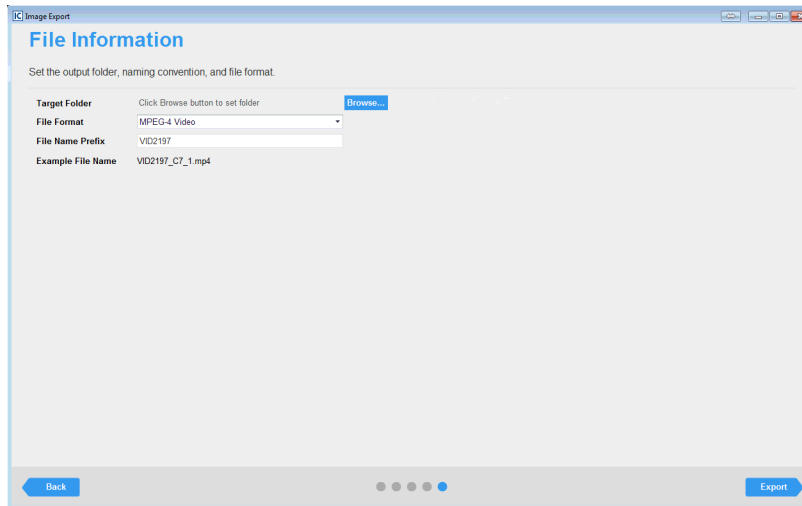 IC Image Export
File Information
Set the output folder, naming convention, and file format.
Target Folder Click Browse button to set folder Browse...
File Format MPEG-4 Video
File Name Prefix VID2197
Example File Name VID2197_C7_1.mp4
Back Export